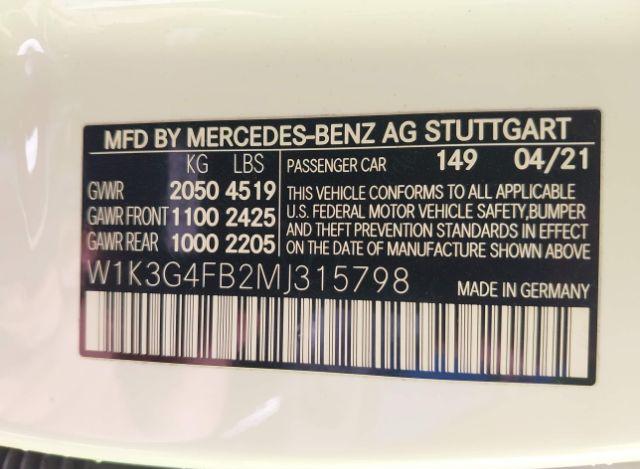 MFD BY MERCEDES-BENZ AG STUTTGART
KG LBS PASSENGER CAR 149 04/21
GVWR 2050 4519 THIS VEHICLE CONFORMS TO ALL APPLICABLE
GAWR FRONT 1100 2425 U.S. FEDERAL MOTOR VEHICLE SAFETY,BUMPER
AND THEFT PREVENTION STANDARDS IN EFFECT
GAWR REAR 1000 2205 ON THE DATE OF MANUFACTURE SHOWN ABOVE
W1K3G4FB2MJ315798 MADE IN GERMANY